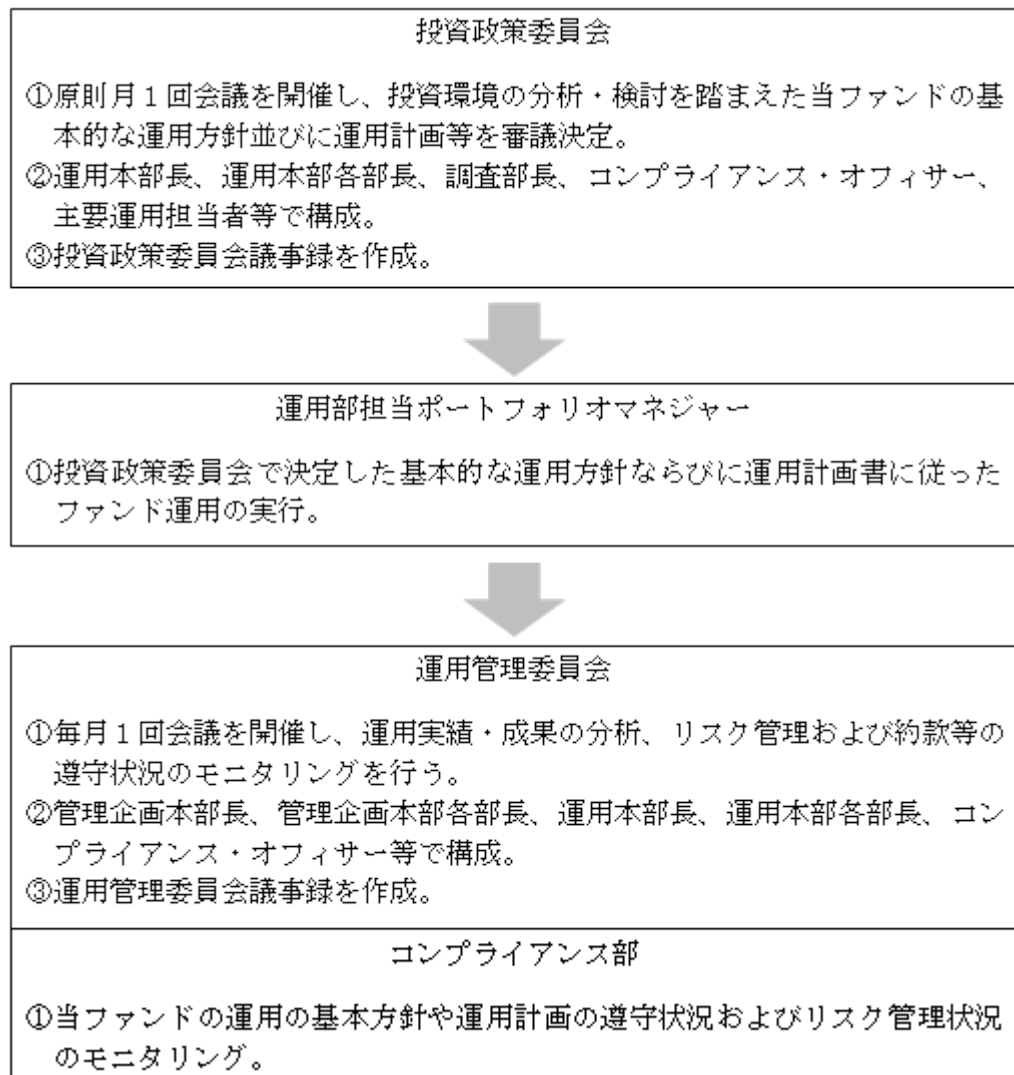 投資政策委員会
①原則月１回会議を開催し、投資環境の分析・検討を踏まえた当ファンドの基
本的な運用方針並びに運用計画等を審議決定。
②運用本部長、運用本部各部長、調査部長、コンプライアンス・オフィサー、
主要運用担当者等で構成。
③投資政策委員会議事録を作成。
運用部担当ポートフォリオマネジャー
①投資政策委員会で決定した基本的な運用方針ならびに運用計画書に従った
ファンド運用の実行。
運用管理委員会
①毎月１回会議を開催し、運用実績・成果の分析、リスク管理および約款等の
遵守状況のモニタリングを行う。
②管理企画本部長、管理企画本部各部長、運用本部長、運用本部各部長、コン
プライアンス・オフィサー等で構成。
③運用管理委員会議事録を作成。
コンプライアンス部
①当ファンドの運用の基本方針や運用計画の遵守状況およびリスク管理状況
のモニタリング。